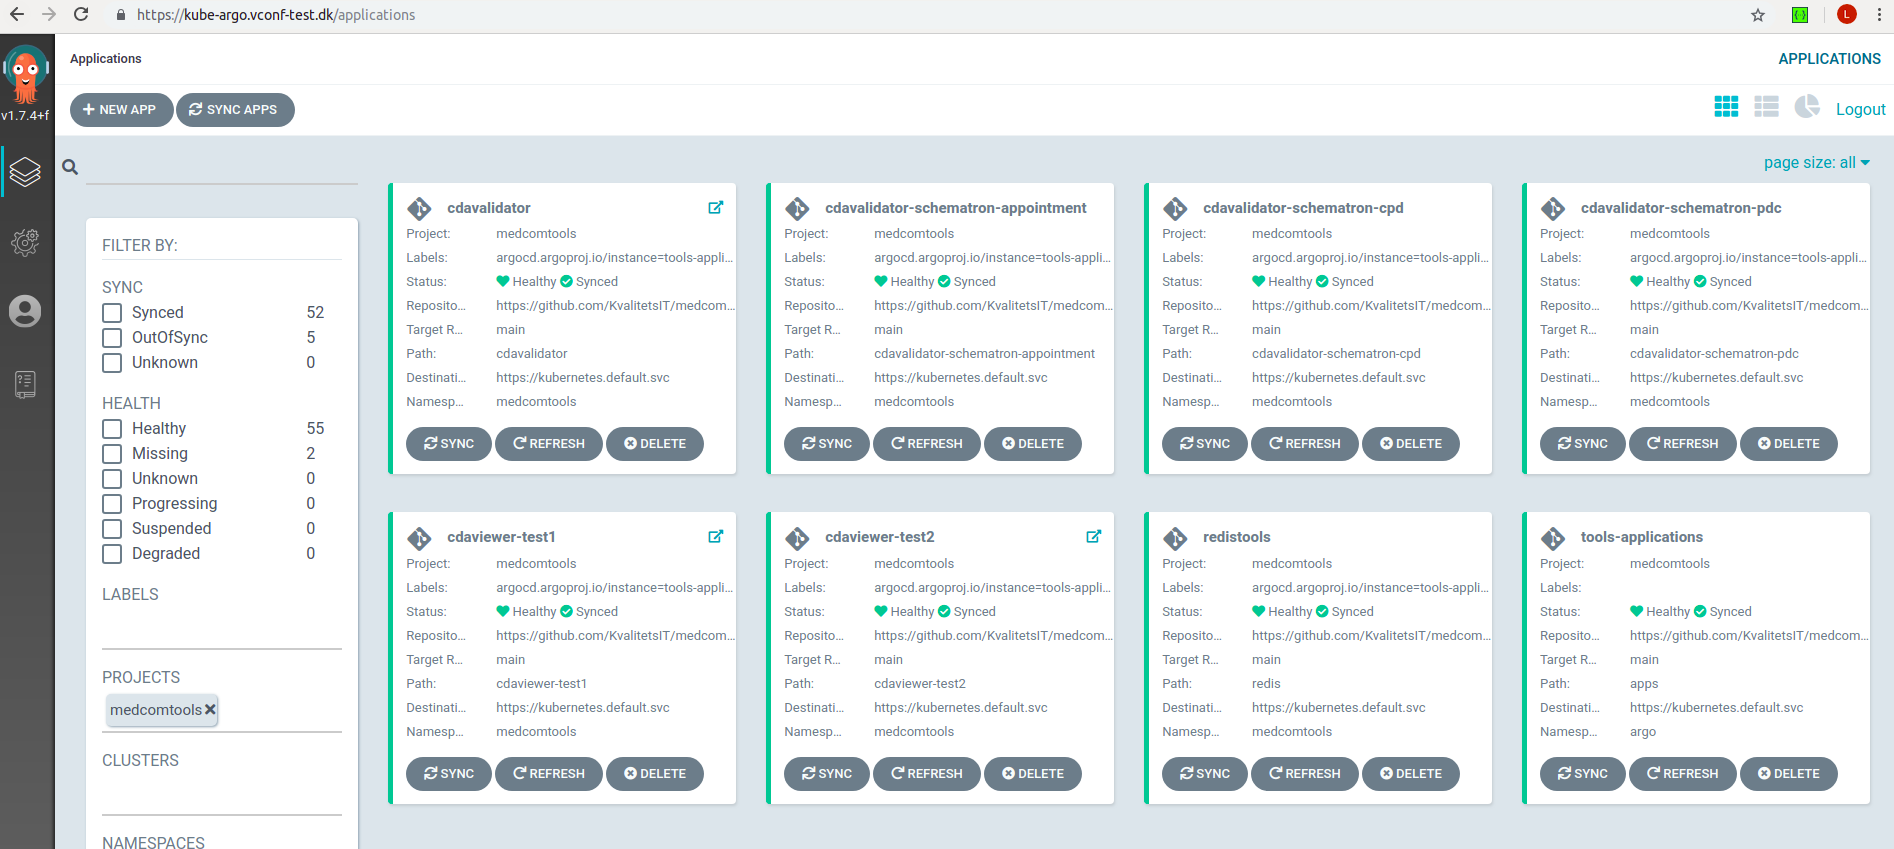 https://kube-argo.vconf-test.dk/applications
L
Applications
APPLICATIONS
v1.7.4+f
NEW APP
SYNC APPS
Logout
page size: all
FILTER BY:
SYNC
Synced 52
OutOfSync 5
Unknown 0
HEALTH
Healthy 55
Missing 2
Unknown 0
Progressing 0
Suspended 0
Degraded 0
LABELS
PROJECTS
medcomtools
CLUSTERS
NAMESPACES
cdavalidator
Project: medcomtools
Labels: argocd.argoproj.io/instance=tools-appli...
Status: Healthy Synced
Reposito... https://github.com/KvalitetsIT/medcom...
Target R... main
Path: cdavalidator
Destinati... https://kubernetes.default.svc
Namesp... medcomtools
SYNC REFRESH DELETE
cdavalidator-schematron-appointment
Project: medcomtools
Labels: argocd.argoproj.io/instance=tools-appli...
Status: Healthy Synced
Reposito... https://github.com/KvalitetsIT/medcom...
Target R... main
Path: cdavalidator-schematron-appointment
Destinati... https://kubernetes.default.svc
Namesp... medcomtools
SYNC REFRESH DELETE
cdavalidator-schematron-cpd
Project: medcomtools
Labels: argocd.argoproj.io/instance=tools-appli...
Status: Healthy Synced
Reposito... https://github.com/KvalitetsIT/medcom...
Target R... main
Path: cdavalidator-schematron-cpd
Destinati... https://kubernetes.default.svc
Namesp... medcomtools
SYNC REFRESH DELETE
cdavalidator-schematron-pdc
Project: medcomtools
Labels: argocd.argoproj.io/instance=tools-appli...
Status: Healthy Synced
Reposito... https://github.com/KvalitetsIT/medcom...
Target R... main
Path: cdavalidator-schematron-pdc
Destinati... https://kubernetes.default.svc
Namesp... medcomtools
SYNC REFRESH DELETE
cdaviewer-test1
Project: medcomtools
Labels: argocd.argoproj.io/instance=tools-appli...
Status: Healthy Synced
Reposito... https://github.com/KvalitetsIT/medcom...
Target R... main
Path: cdaviewer-test1
Destinati... https://kubernetes.default.svc
Namesp... medcomtools
SYNC REFRESH DELETE
cdaviewer-test2
Project: medcomtools
Labels: argocd.argoproj.io/instance=tools-appli...
Status: Healthy Synced
Reposito... https://github.com/KvalitetsIT/medcom...
Target R... main
Path: cdaviewer-test2
Destinati... https://kubernetes.default.svc
Namesp... medcomtools
SYNC REFRESH DELETE
redistools
Project: medcomtools
Labels: argocd.argoproj.io/instance=tools-appli...
Status: Healthy Synced
Reposito... https://github.com/KvalitetsIT/medcom...
Target R... main
Path: redis
Destinati... https://kubernetes.default.svc
Namesp... medcomtools
SYNC REFRESH DELETE
tools-applications
Project: medcomtools
Labels:
Status: Healthy Synced
Reposito... https://github.com/KvalitetsIT/medcom...
Target R... main
Path: apps
Destinati... https://kubernetes.default.svc
Namesp... argo
SYNC REFRESH DELETE